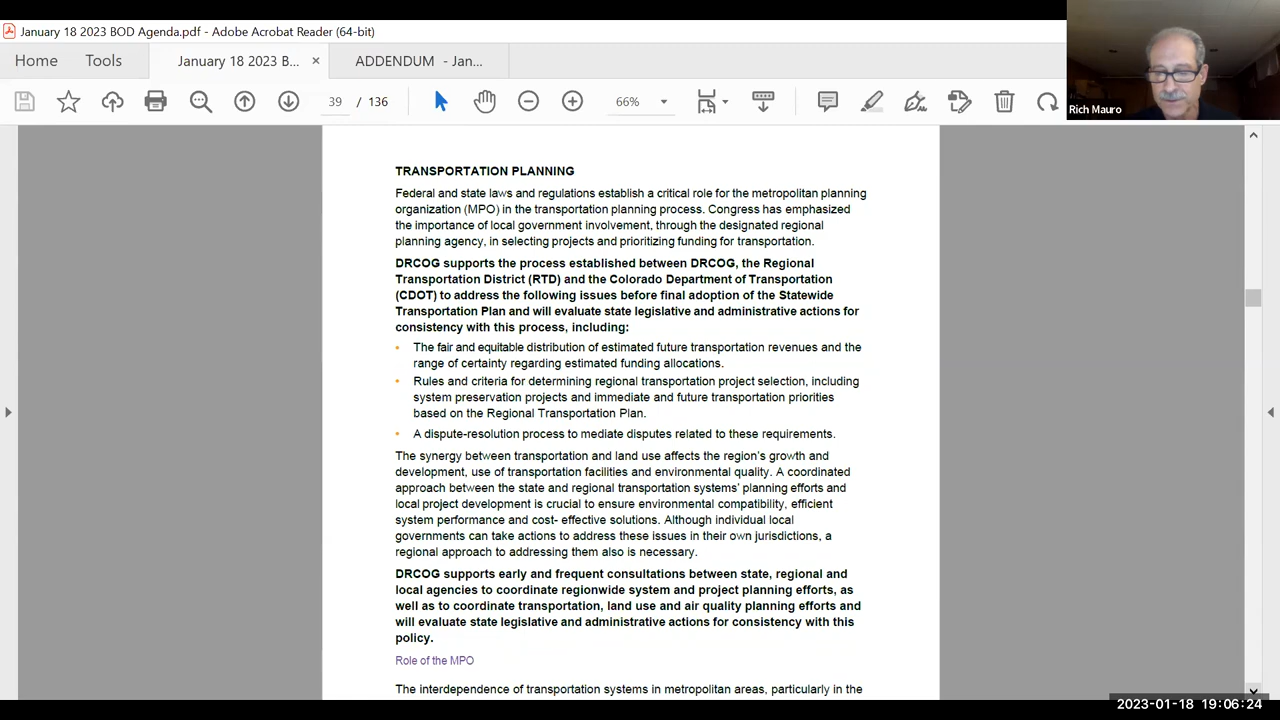 January 18 2023 BOD Agenda.pdf - Adobe Acrobat Reader (64-bit)
Home
Tools
January 18 2023 B...
×
ADDENDUM - Jan...
39 / 136
66%
Rich Mauro
TRANSPORTATION PLANNING
Federal and state laws and regulations establish a critical role for the metropolitan planning
organization (MPO) in the transportation planning process. Congress has emphasized
the importance of local government involvement, through the designated regional
planning agency, in selecting projects and prioritizing funding for transportation.
DRCOG supports the process established between DRCOG, the Regional
Transportation District (RTD) and the Colorado Department of Transportation
(CDOT) to address the following issues before final adoption of the Statewide
Transportation Plan and will evaluate state legislative and administrative actions for
consistency with this process, including:
• The fair and equitable distribution of estimated future transportation revenues and the
range of certainty regarding estimated funding allocations.
• Rules and criteria for determining regional transportation project selection, including
system preservation projects and immediate and future transportation priorities
based on the Regional Transportation Plan.
• A dispute-resolution process to mediate disputes related to these requirements.
The synergy between transportation and land use affects the region's growth and
development, use of transportation facilities and environmental quality. A coordinated
approach between the state and regional transportation systems' planning efforts and
local project development is crucial to ensure environmental compatibility, efficient
system performance and cost- effective solutions. Although individual local
governments can take actions to address these issues in their own jurisdictions, a
regional approach to addressing them also is necessary.
DRCOG supports early and frequent consultations between state, regional and
local agencies to coordinate regionwide system and project planning efforts, as
well as to coordinate transportation, land use and air quality planning efforts and
will evaluate state legislative and administrative actions for consistency with this
policy.
Role of the MPO
The interdependence of transportation systems in metropolitan areas, particularly in the
2023-01-18 19:06:24